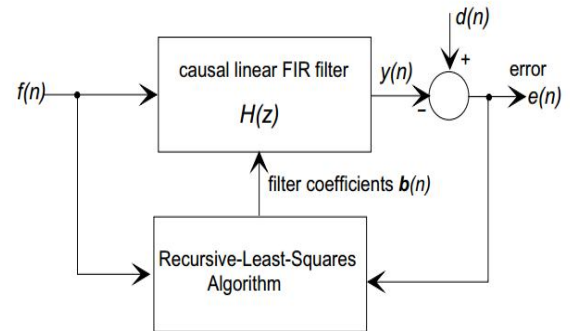 d(n)
+
causal linear FIR filter
H(z)
f(n)
y(n)
−
error
e(n)
filter coefficients b(n)
Recursive-Least-Squares
Algorithm